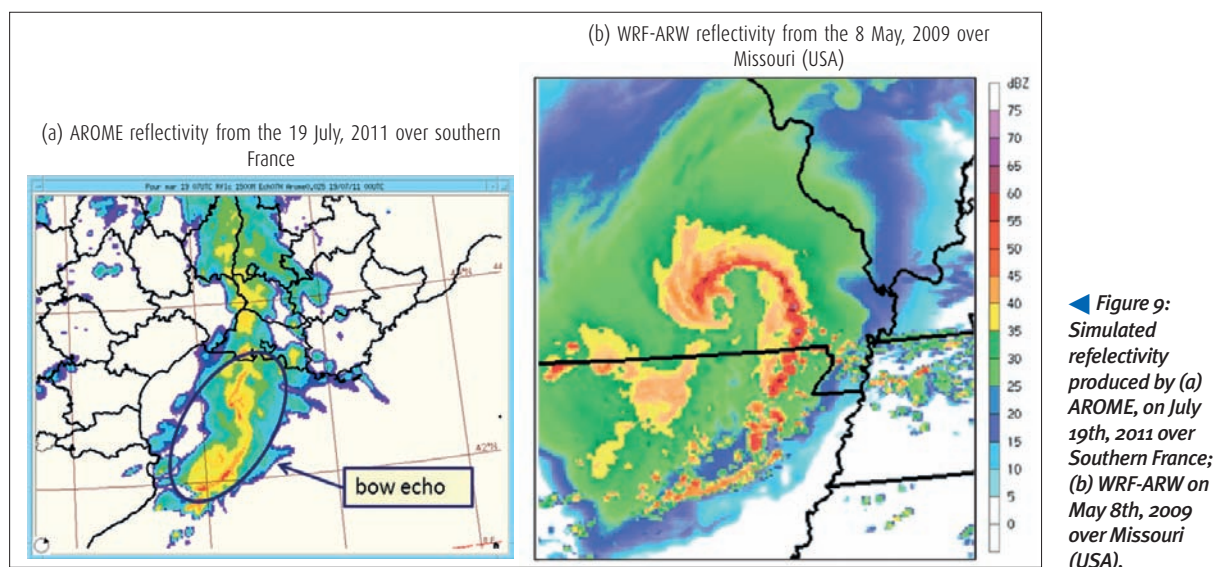 (b) WRF-ARW reflectivity from the 8 May, 2009 over
Missouri (USA)
(a) AROME reflectivity from the 19 July, 2011 over southern
France
bow echo
42°N
dBZ
75
70
65
60
55
50
45
40
35
30
25
20
15
10
5
0
Figure 9:
Simulated
refelectivity
produced by (a)
AROME, on July
19th, 2011 over
Southern France;
(b) WRF-ARW on
May 8th, 2009
over Missouri
(USA).